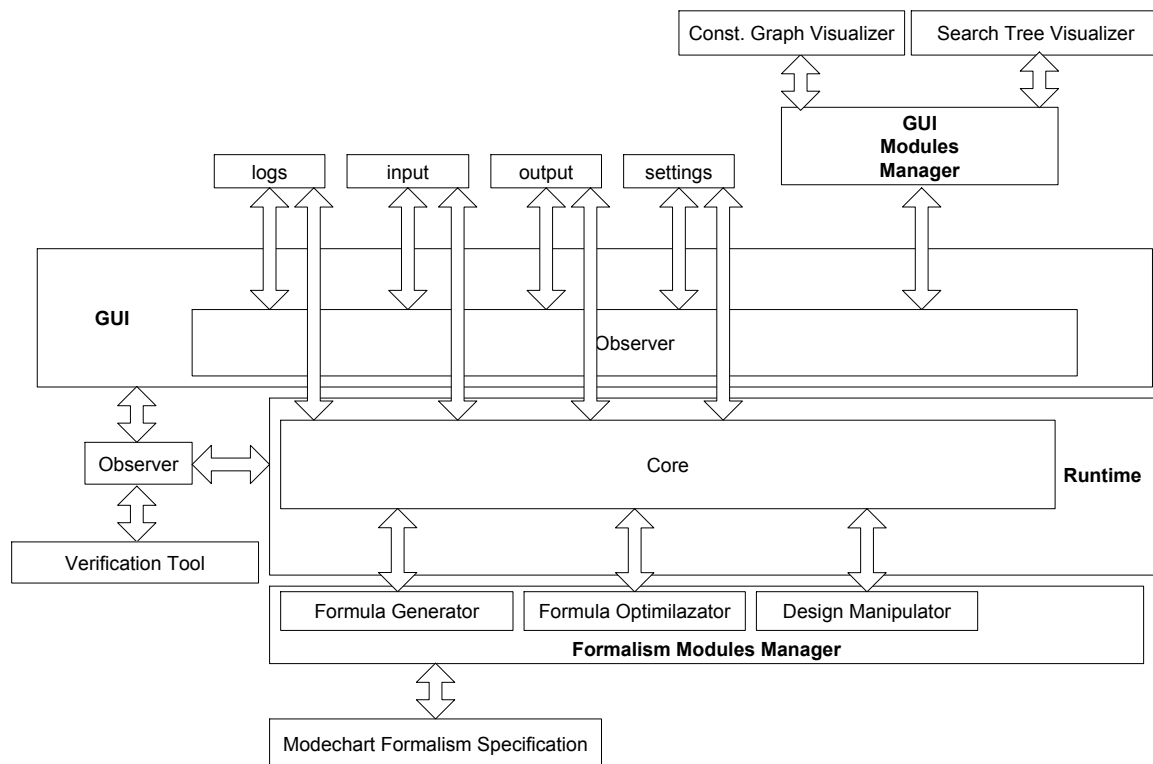 Const. Graph Visualizer
Search Tree Visualizer
GUI
Modules
Manager
logs
input
output
settings
GUI
Observer
Observer
Core
Runtime
Verification Tool
Formula Generator
Formula Optimilazator
Design Manipulator
Formalism Modules Manager
Modechart Formalism Specification